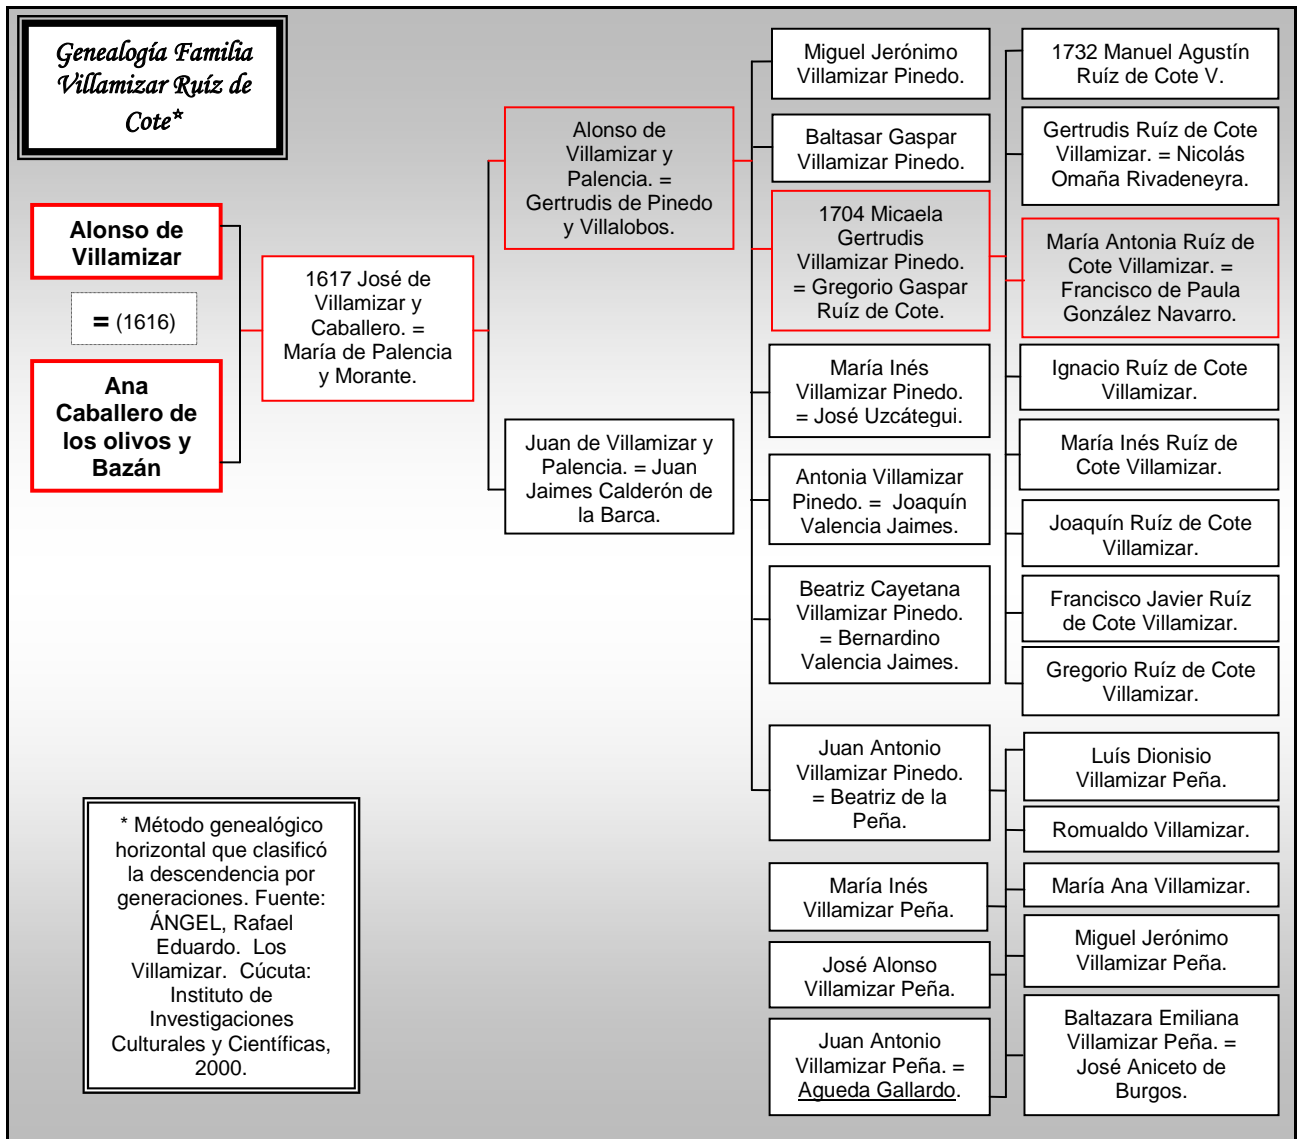 Genealogía Familia
Villamizar Ruíz de
Cote*
Alonso de
Villamizar
= (1616)
Ana
Caballero de
los olivos y
Bazán
1617 José de
Villamizar y
Caballero. =
María de Palencia
y Morante.
Alonso de
Villamizar y
Palencia. =
Gertrudis de Pinedo
y Villalobos.
Juan de Villamizar y
Palencia. = Juan
Jaimes Calderón de
la Barca.
Miguel Jerónimo
Villamizar Pinedo.
Baltasar Gaspar
Villamizar Pinedo.
1704 Micaela
Gertrudis
Villamizar Pinedo.
= Gregorio Gaspar
Ruíz de Cote.
María Inés
Villamizar Pinedo.
= José Uzcátegui.
Antonia Villamizar
Pinedo. = Joaquín
Valencia Jaimes.
Beatriz Cayetana
Villamizar Pinedo.
= Bernardino
Valencia Jaimes.
Juan Antonio
Villamizar Pinedo.
= Beatriz de la
Peña.
María Inés
Villamizar Peña.
José Alonso
Villamizar Peña.
Juan Antonio
Villamizar Peña. =
Agueda Gallardo.
1732 Manuel Agustín
Ruíz de Cote V.
Gertrudis Ruíz de Cote
Villamizar. = Nicolás
Omaña Rivadeneyra.
María Antonia Ruíz de
Cote Villamizar. =
Francisco de Paula
González Navarro.
Ignacio Ruíz de Cote
Villamizar.
María Inés Ruíz de
Cote Villamizar.
Joaquín Ruíz de Cote
Villamizar.
Francisco Javier Ruíz
de Cote Villamizar.
Gregorio Ruíz de Cote
Villamizar.
Luís Dionisio
Villamizar Peña.
Romualdo Villamizar.
María Ana Villamizar.
Miguel Jerónimo
Villamizar Peña.
Baltazara Emiliana
Villamizar Peña. =
José Aniceto de
Burgos.
* Método genealógico
horizontal que clasificó
la descendencia por
generaciones. Fuente:
ÁNGEL, Rafael
Eduardo. Los
Villamizar. Cúcuta:
Instituto de
Investigaciones
Culturales y Científicas,
2000.